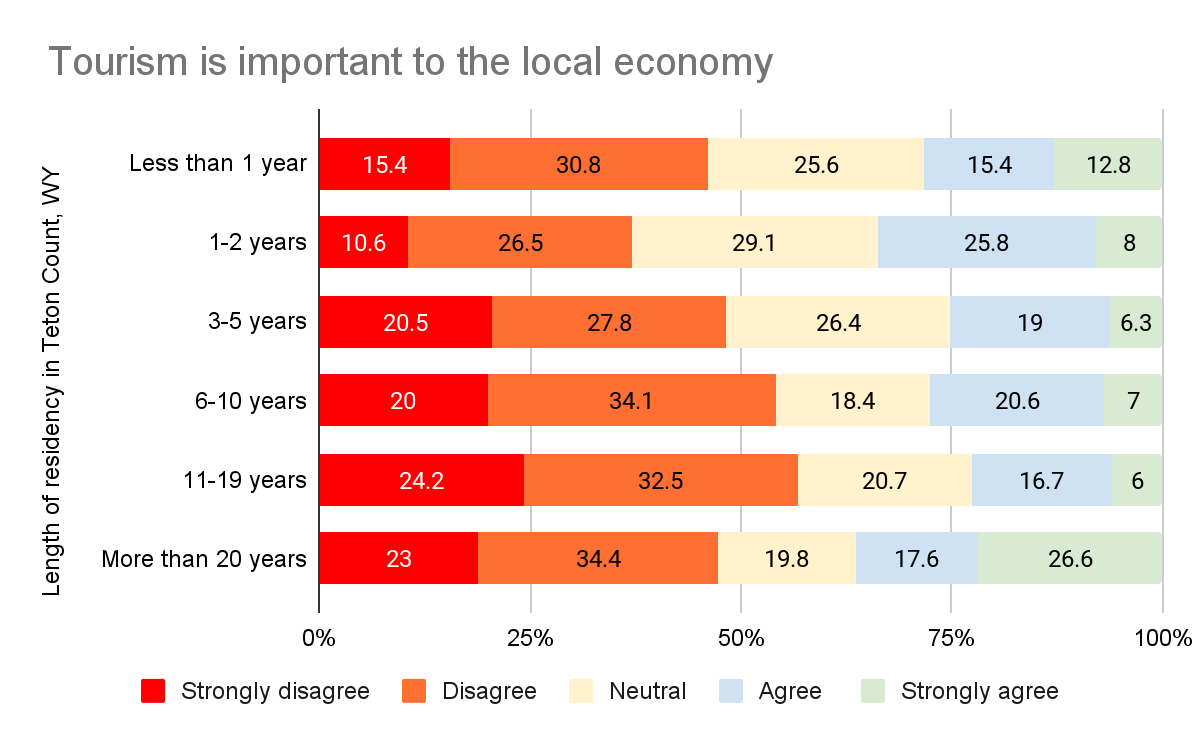 Tourism is important to the local economy
Length of residency in Teton Count, WY
Less than 1 year 15.4 30.8 25.6 15.4 12.8
1-2 years 10.6 26.5 29.1 25.8 8
3-5 years 20.5 27.8 26.4 19 6.3
6-10 years 20 34.1 18.4 20.6 7
11-19 years 24.2 32.5 20.7 16.7 6
More than 20 years 23 34.4 19.8 17.6 26.6
0% 25% 50% 75% 100%
Strongly disagree Disagree Neutral Agree Strongly agree